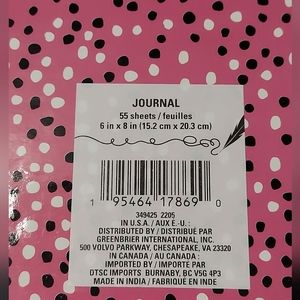 JOURNAL
55 sheets / feuilles
6 in x 8 in (15.2 cm x 20.3 cm)
1 95464 17869 0
349425 2205
IN U.S.A. / AUX É.-U. :
DISTRIBUTED BY / DISTRIBUÉ PAR
GREENBRIER INTERNATIONAL, INC.
500 VOLVO PARKWAY, CHESAPEAKE, VA 23320
IN CANADA / AU CANADA :
IMPORTED BY / IMPORTÉ PAR
DTSC IMPORTS BURNABY, BC V5G 4P3
MADE IN INDIA / FABRIQUÉ EN INDE